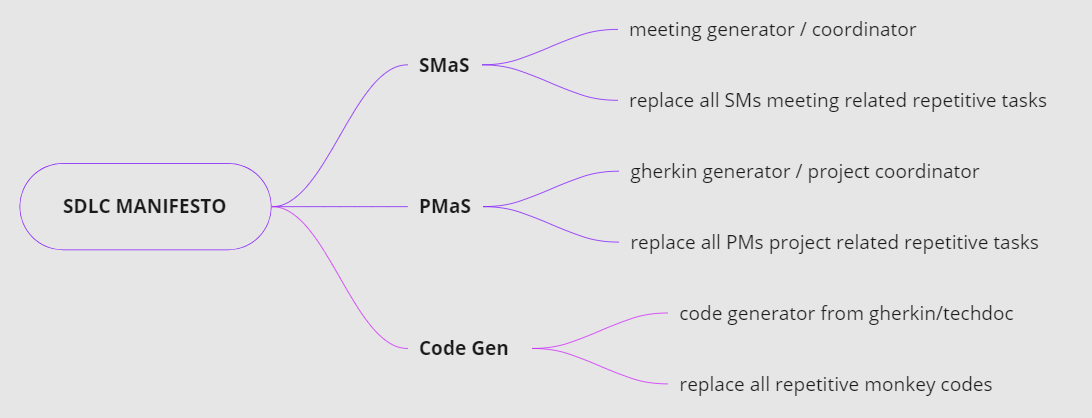 SDLC MANIFESTO
SMaS
meeting generator / coordinator
replace all SMs meeting related repetitive tasks
PMaS
gherkin generator / project coordinator
replace all PMs project related repetitive tasks
Code Gen
code generator from gherkin/techdoc
replace all repetitive monkey codes